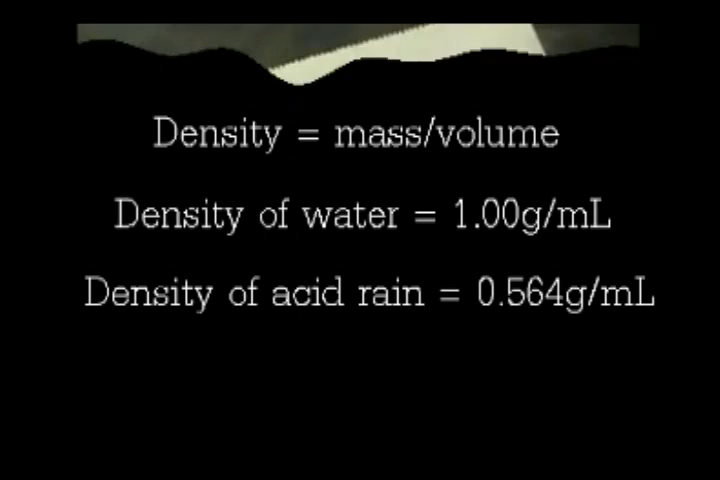 Density = mass/volume
Density of water = 1.00g/mL
Density of acid rain = 0.564g/mL